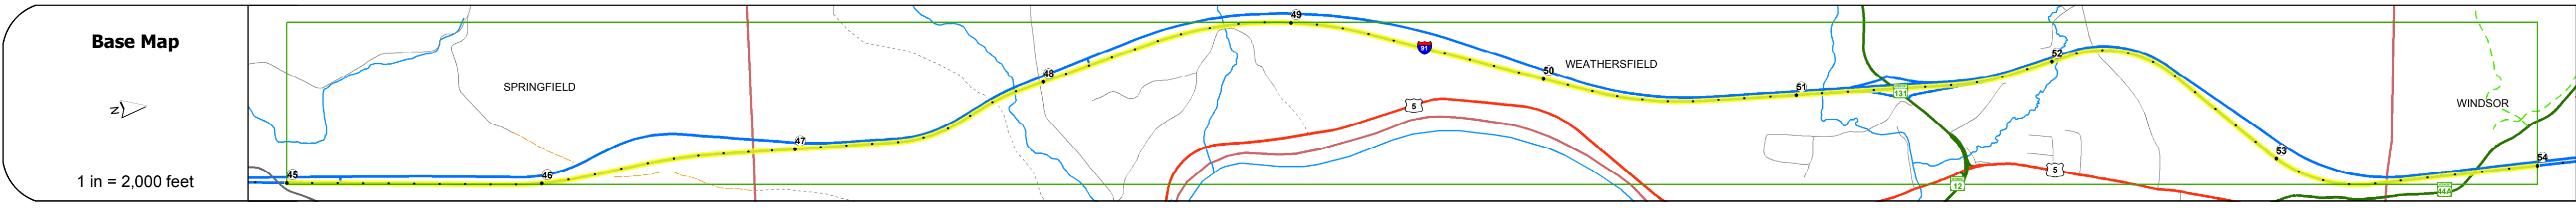 Base Map
N
1 in = 2,000 feet
SPRINGFIELD
WEATHERSFIELD
WINDSOR
45
46
47
48
49
50
51
52
53
54
91
5
131
12
5
44A